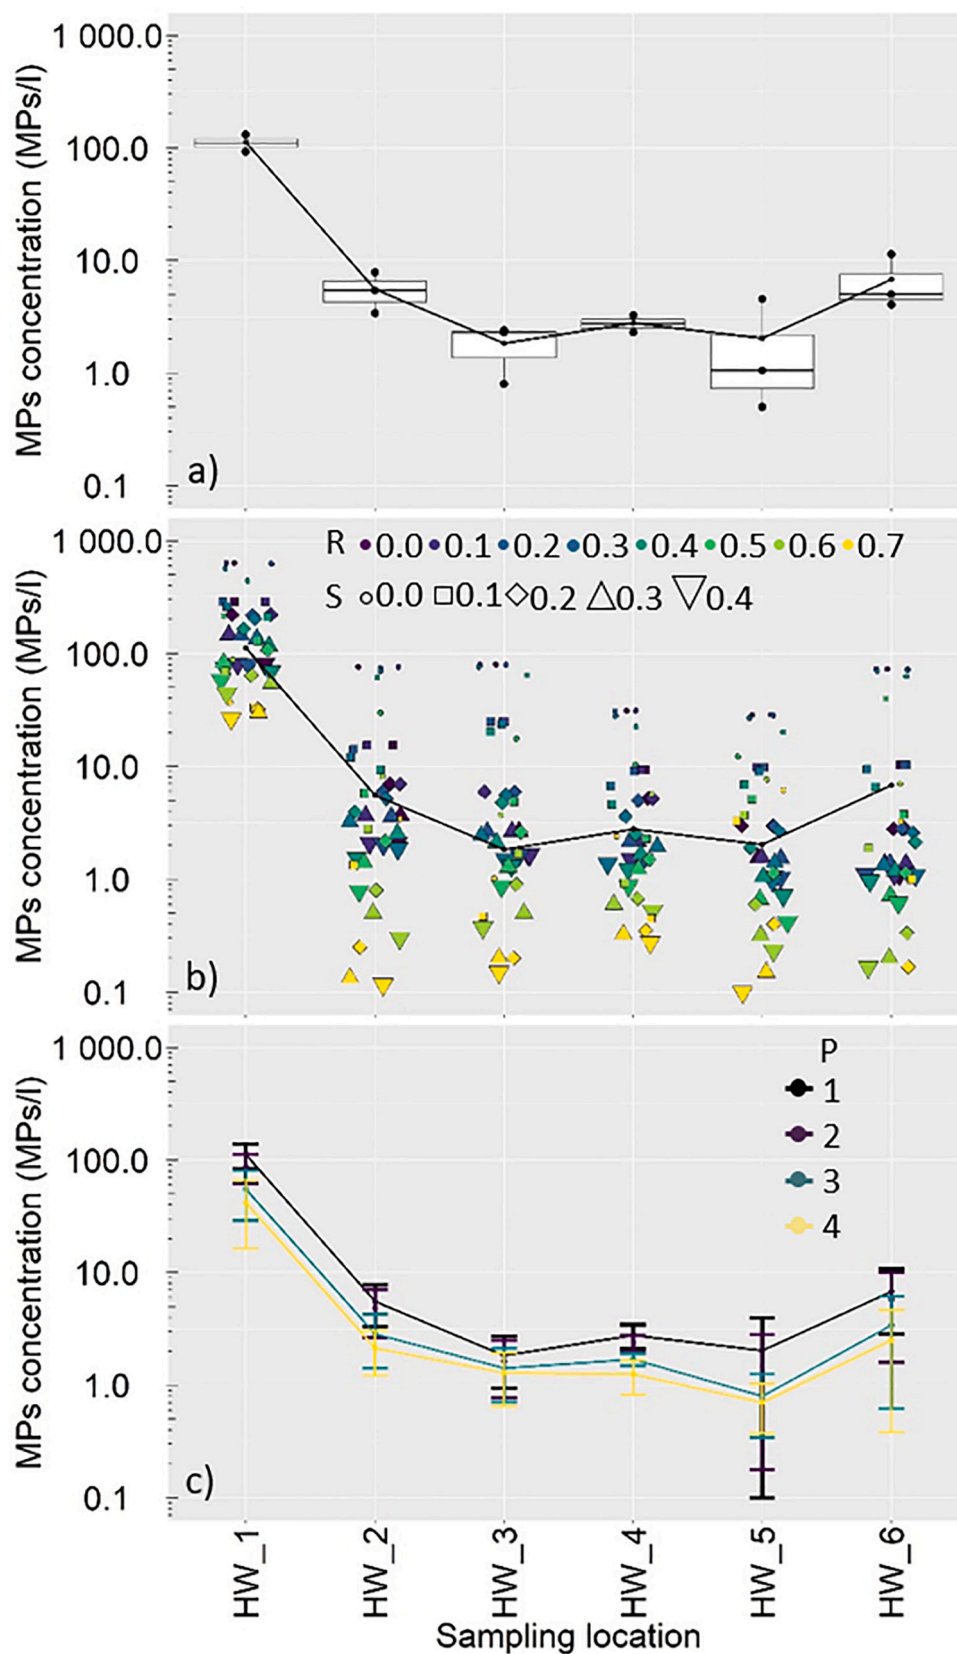 MPs concentration (MPs/l)
1 000.0
100.0
10.0
1.0
0.1
a)
MPs concentration (MPs/l)
1 000.0
100.0
10.0
1.0
0.1
R 0.0 0.1 0.2 0.3 0.4 0.5 0.6 0.7
S 0.0 0.1 0.2 0.3 0.4
b)
MPs concentration (MPs/l)
1 000.0
100.0
10.0
1.0
0.1
P
1
2
3
4
c)
HW_1 HW_2 HW_3 HW_4 HW_5 HW_6
Sampling location